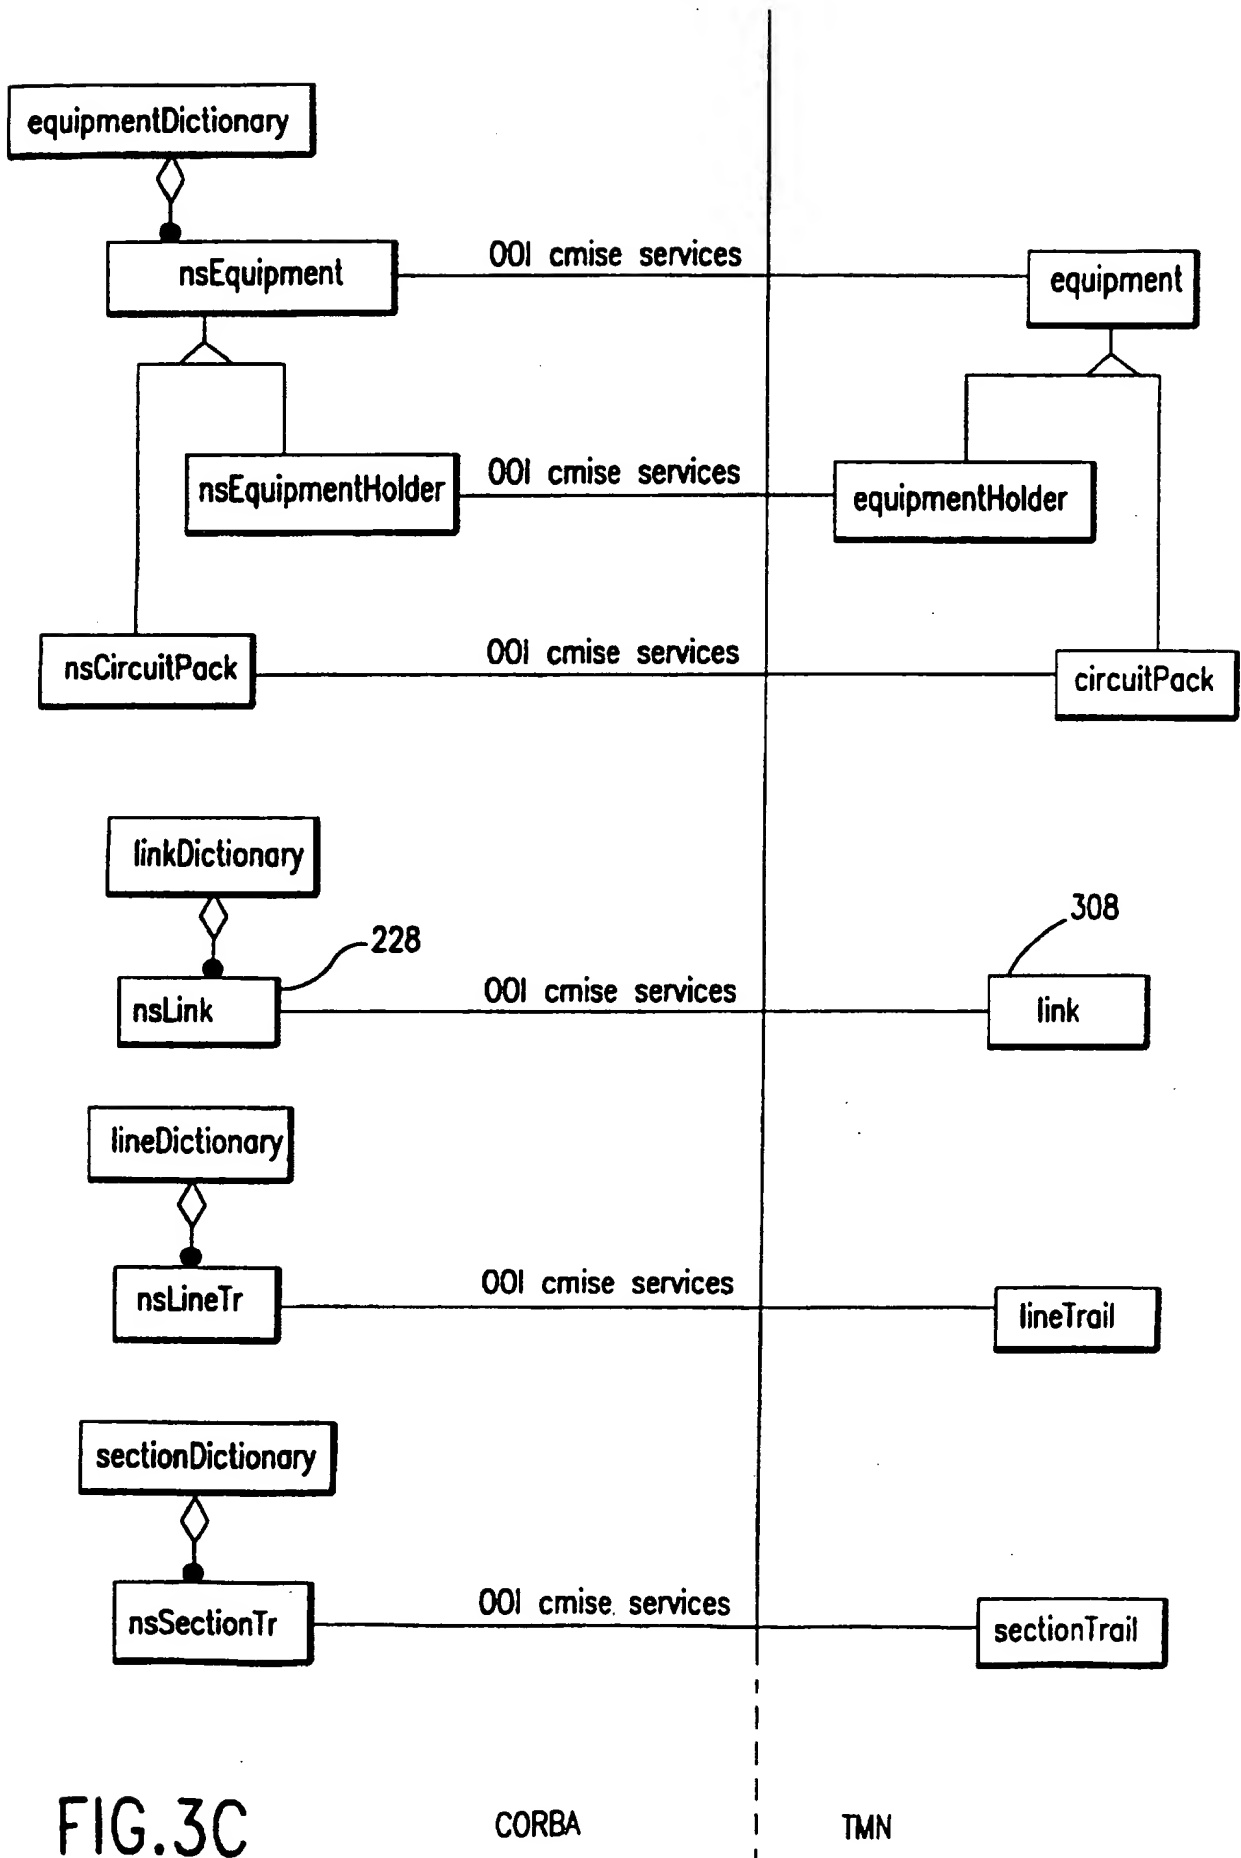 equipmentDictionary
nsEquipment
OOI cmise services
equipment
nsEquipmentHolder
OOI cmise services
equipmentHolder
nsCircuitPack
OOI cmise services
circuitPack
linkDictionary
228
308
nsLink
OOI cmise services
link
lineDictionary
nsLineTr
OOI cmise services
lineTrail
sectionDictionary
nsSectionTr
OOI cmise services
sectionTrail
FIG.3C
CORBA
TMN